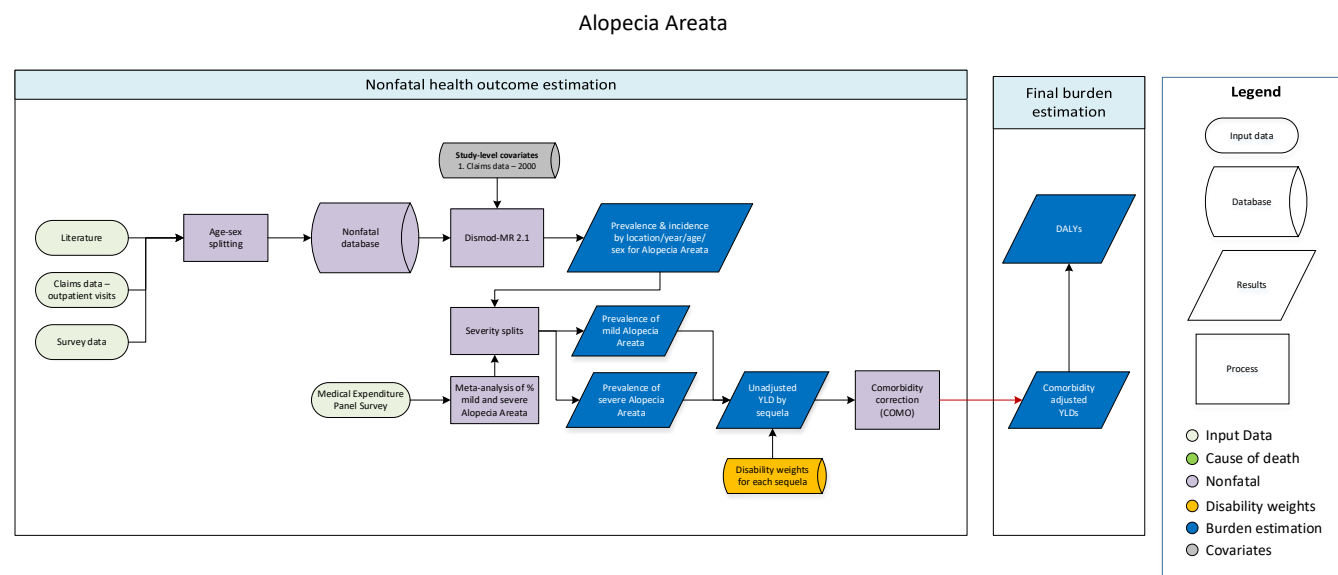 Alopecia Areata
Nonfatal health outcome estimation
Final burden
estimation
Legend
Study-level covariates
1. Claims data – 2000
Literature
Claims data –
outpatient visits
Survey data
Age-sex
splitting
Nonfatal
database
Dismod-MR 2.1
Prevalence & incidence by
location/year/age/
sex for Alopecia Areata
Severity splits
Prevalence of
mild Alopecia
Areata
Medical Expenditure
Panel Survey
Meta-analysis of %
mild and severe
Alopecia Areata
Prevalence of
severe Alopecia
Areata
Unadjusted
YLD by
sequela
Comorbidity
correction
(COMO)
Disability weights
for each sequela
DALYs
Comorbidity
adjusted
YLDs
Input data
Database
Results
Process
Input Data
Cause of death
Nonfatal
Disability weights
Burden estimation
Covariates